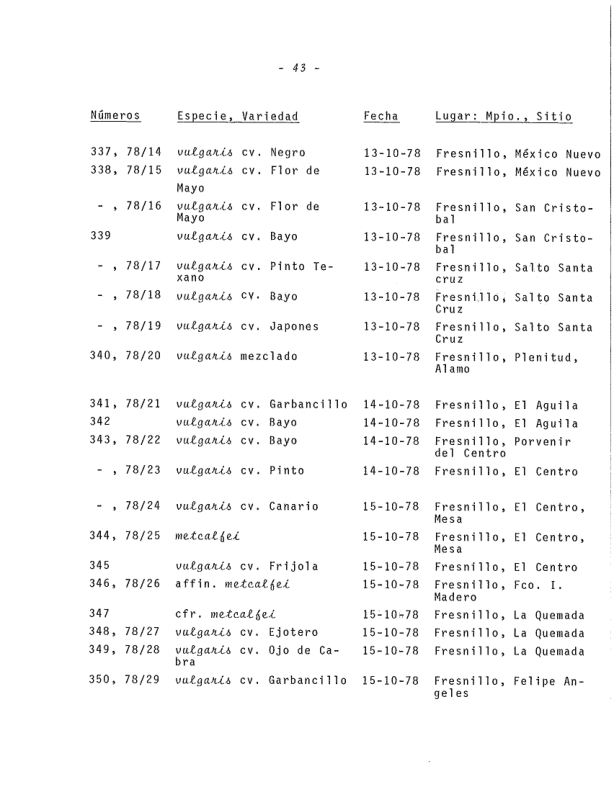 - 43 -
Números Especie, Variedad Fecha Lugar: Mpio., Sitio
337, 78/14 vulgaris cv. Negro 13-10-78 Fresnillo, México Nuevo
338, 78/15 vulgaris cv. Flor de 13-10-78 Fresnillo, México Nuevo
Mayo
- , 78/16 vulgaris cv. Flor de 13-10-78 Fresnillo, San Cristo-
Mayo bal
339 vulgaris cv. Bayo 13-10-78 Fresnillo, San Cristo-
bal
- , 78/17 vulgaris cv. Pinto Te- 13-10-78 Fresnillo, Salto Santa
xano cruz
- , 78/18 vulgaris cv. Bayo 13-10-78 Fresnillo, Salto Santa
Cruz
- , 78/19 vulgaris cv. Japones 13-10-78 Fresnillo, Salto Santa
Cruz
340, 78/20 vulgaris mezclado 13-10-78 Fresnillo, Plenitud,
Alamo
341, 78/21 vulgaris cv. Garbancillo 14-10-78 Fresnillo, El Aguila
342 vulgaris cv. Bayo 14-10-78 Fresnillo, El Aguila
343, 78/22 vulgaris cv. Bayo 14-10-78 Fresnillo, Porvenir
del Centro
- , 78/23 vulgaris cv. Pinto 14-10-78 Fresnillo, El Centro
- , 78/24 vulgaris cv. Canario 15-10-78 Fresnillo, El Centro,
Mesa
344, 78/25 metcalfei 15-10-78 Fresnillo, El Centro,
Mesa
345 vulgaris cv. Frijola 15-10-78 Fresnillo, El Centro
346, 78/26 affin. metcalfei 15-10-78 Fresnillo, Fco. I.
Madero
347 cfr. metcalfei 15-10-78 Fresnillo, La Quemada
348, 78/27 vulgaris cv. Ejotero 15-10-78 Fresnillo, La Quemada
349, 78/28 vulgaris cv. Ojo de Ca- 15-10-78 Fresnillo, La Quemada
bra
350, 78/29 vulgaris cv. Garbancillo 15-10-78 Fresnillo, Felipe An-
geles